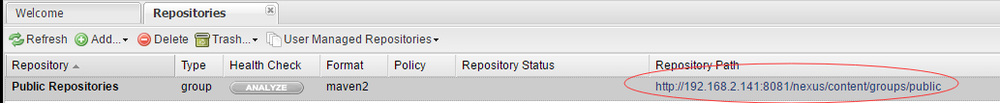 Welcome Repositories
Refresh Add... Delete Trash... User Managed Repositories
Repository Type Health Check Format Policy Repository Status Repository Path
Public Repositories group ANALYZE maven2 http://192.168.2.141:8081/nexus/content/groups/public